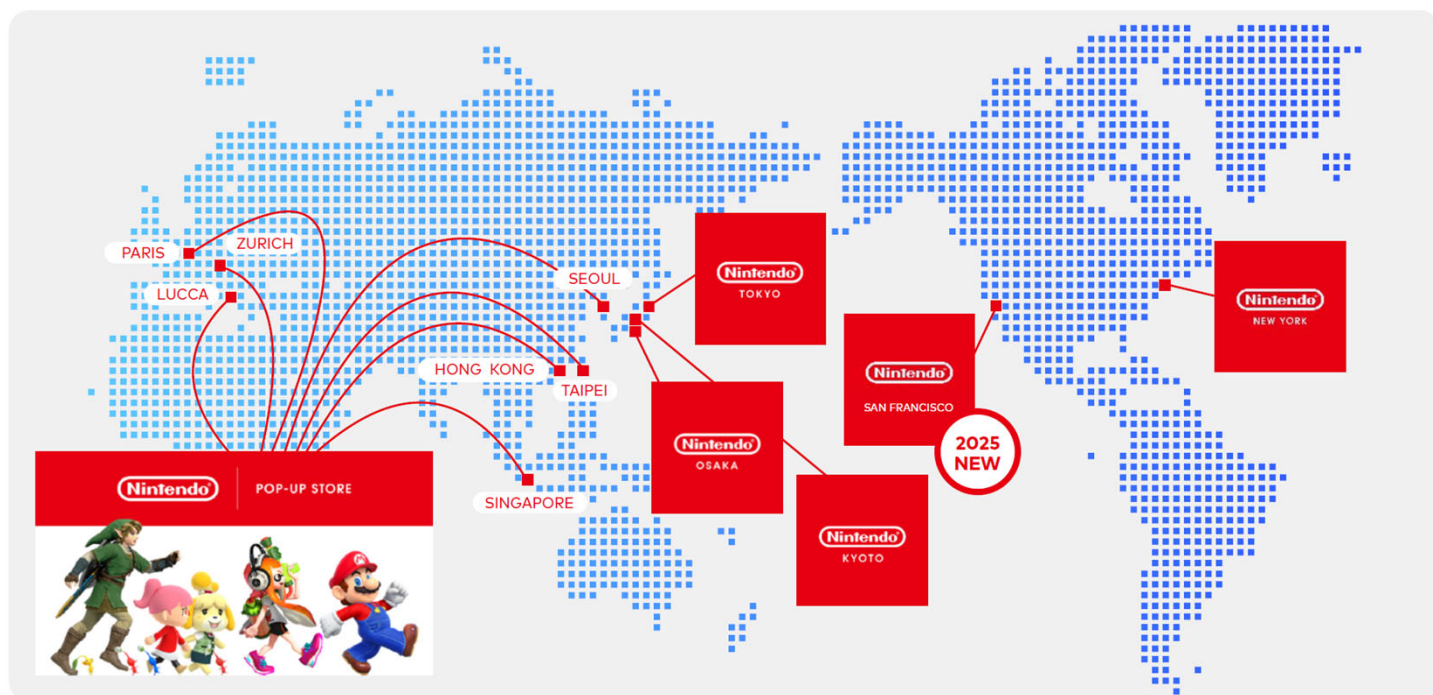 PARIS
ZURICH
LUCCA
SEOUL
HONG KONG
TAIPEI
SINGAPORE
Nintendo
TOKYO
Nintendo
OSAKA
Nintendo
KYOTO
Nintendo
SAN FRANCISCO
2025
NEW
Nintendo
NEW YORK
Nintendo
POP-UP STORE